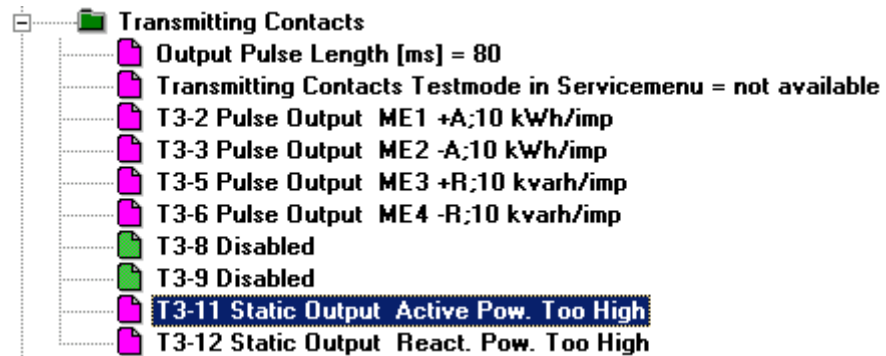 Transmitting Contacts
Output Pulse Length [ms] = 80
Transmitting Contacts Testmode in Servicemenu = not available
T3-2 Pulse Output ME1 +A;10 kWh/imp
T3-3 Pulse Output ME2 -A;10 kWh/imp
T3-5 Pulse Output ME3 +R;10 kvarh/imp
T3-6 Pulse Output ME4 -R;10 kvarh/imp
T3-8 Disabled
T3-9 Disabled
T3-11 Static Output Active Pow. Too High
T3-12 Static Output React. Pow. Too High